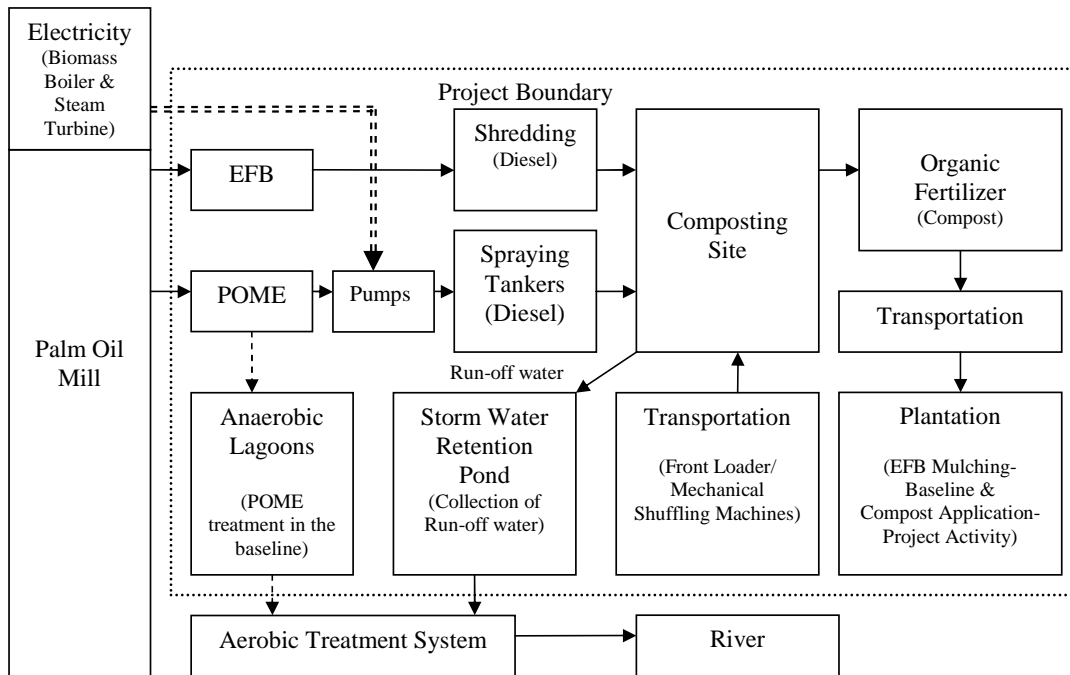 Electricity
(Biomass
Boiler &
Steam
Turbine)
Project Boundary
EFB
Shredding
(Diesel)
Composting
Site
Organic
Fertilizer
(Compost)
POME
Pumps
Spraying
Tankers
(Diesel)
Transportation
Palm Oil
Mill
Run-off water
Anaerobic
Lagoons
(POME
treatment in the
baseline)
Storm Water
Retention
Pond
(Collection of
Run-off water)
Transportation
(Front Loader/
Mechanical
Shuffling Machines)
Plantation
(EFB Mulching-
Baseline &
Compost Application-
Project Activity)
Aerobic Treatment System
River